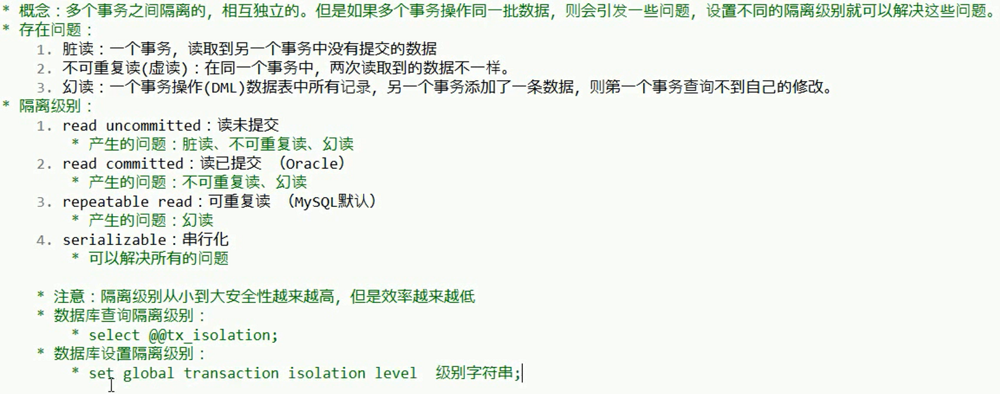 * 概念：多个事务之间隔离的，相互独立的。但是如果多个事务操作同一批数据，则会引发一些问题，设置不同的隔离级别就可以解决这些问题。
* 存在问题：
1. 脏读：一个事务，读取到另一个事务中没有提交的数据
2. 不可重复读(虚读)：在同一个事务中，两次读取到的数据不一样。
3. 幻读：一个事务操作(DML)数据表中所有记录，另一个事务添加了一条数据，则第一个事务查询不到自己的修改。
* 隔离级别：
1. read uncommitted：读未提交
* 产生的问题：脏读、不可重复读、幻读
2. read committed：读已提交 （Oracle）
* 产生的问题：不可重复读、幻读
3. repeatable read：可重复读 （MySQL默认）
* 产生的问题：幻读
4. serializable：串行化
* 可以解决所有的问题
* 注意：隔离级别从小到大安全性越来越高，但是效率越来越低
* 数据库查询隔离级别：
* select @@tx_isolation;
* 数据库设置隔离级别：
* set global transaction isolation level  级别字符串;